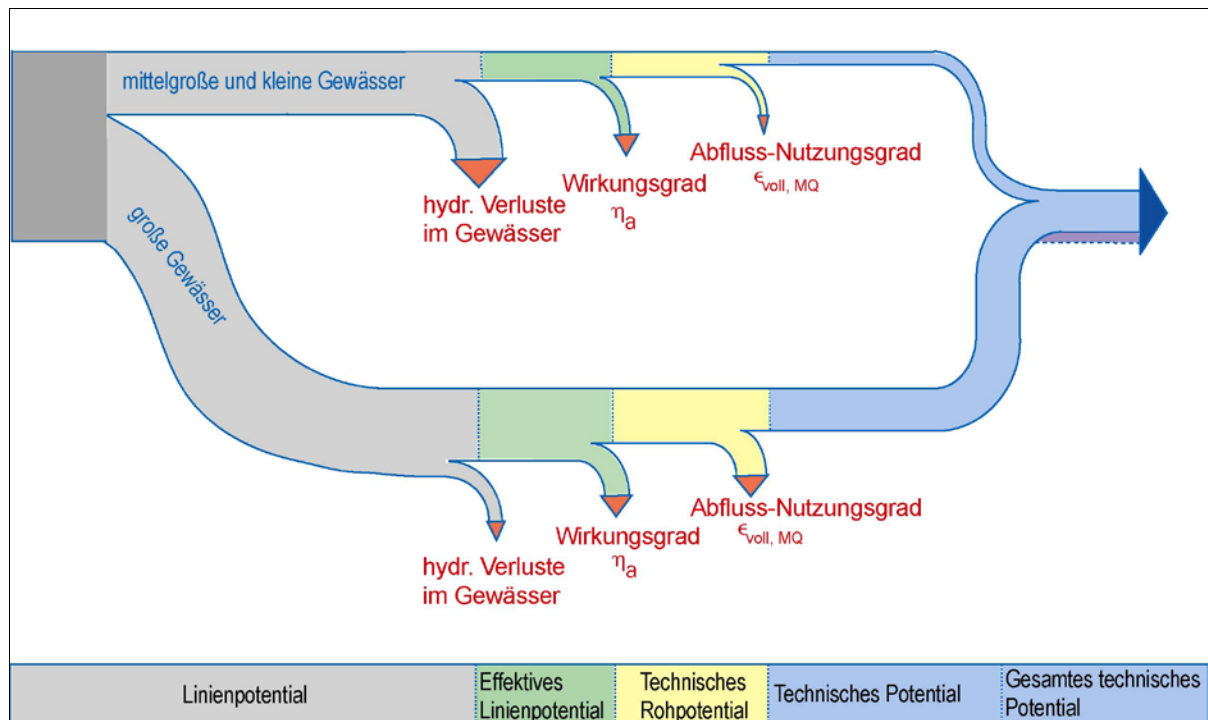 mittelgroße und kleine Gewässer
hydr. Verluste
im Gewässer
Wirkungsgrad
ηa
Abfluss-Nutzungsgrad
ϵvoll, MQ
große Gewässer
hydr. Verluste
im Gewässer
Wirkungsgrad
ηa
Abfluss-Nutzungsgrad
ϵvoll, MQ
Linienpotential
Effektives
Linienpotential
Technisches
Rohpotential
Technisches Potential
Gesamtes technisches
Potential